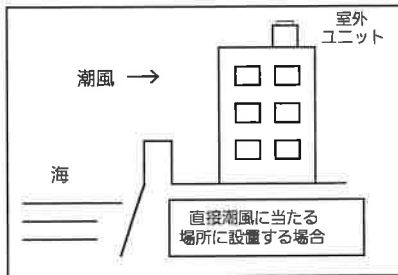 室外
ユニット
潮風 →
海
直接潮風に当たる
場所に設置する場合